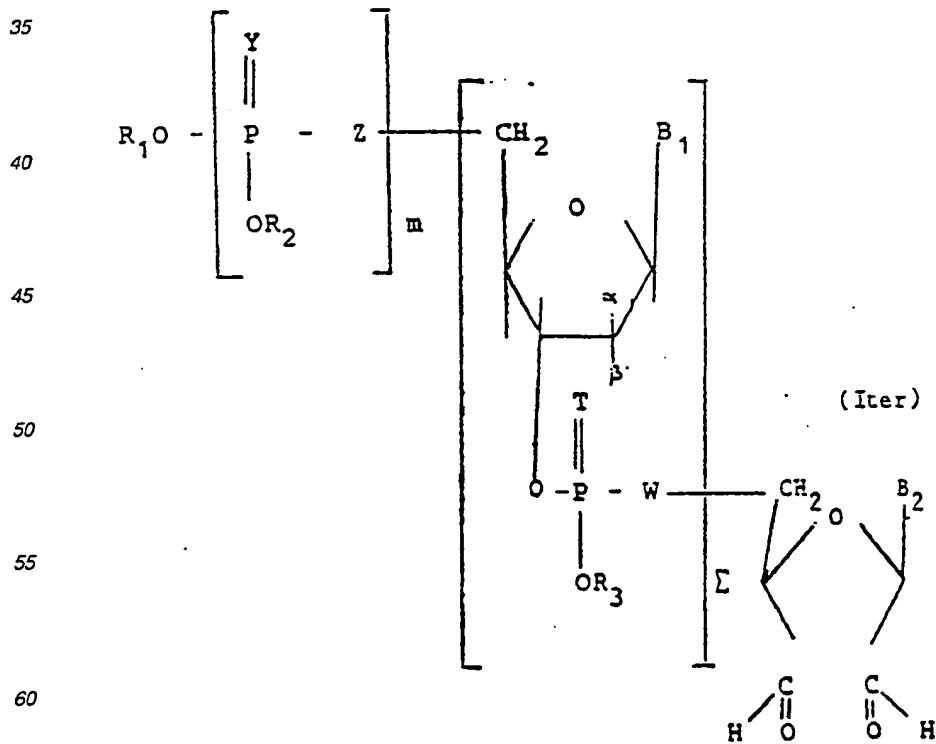 35
Y
||
R₁O - P - Z CH₂ B₁
40
OR₂ m O
45
α
β
T
(Iter)
50
||
O - P - W CH₂ O B₂
55
OR₃ Σ
60
C C
H O O H